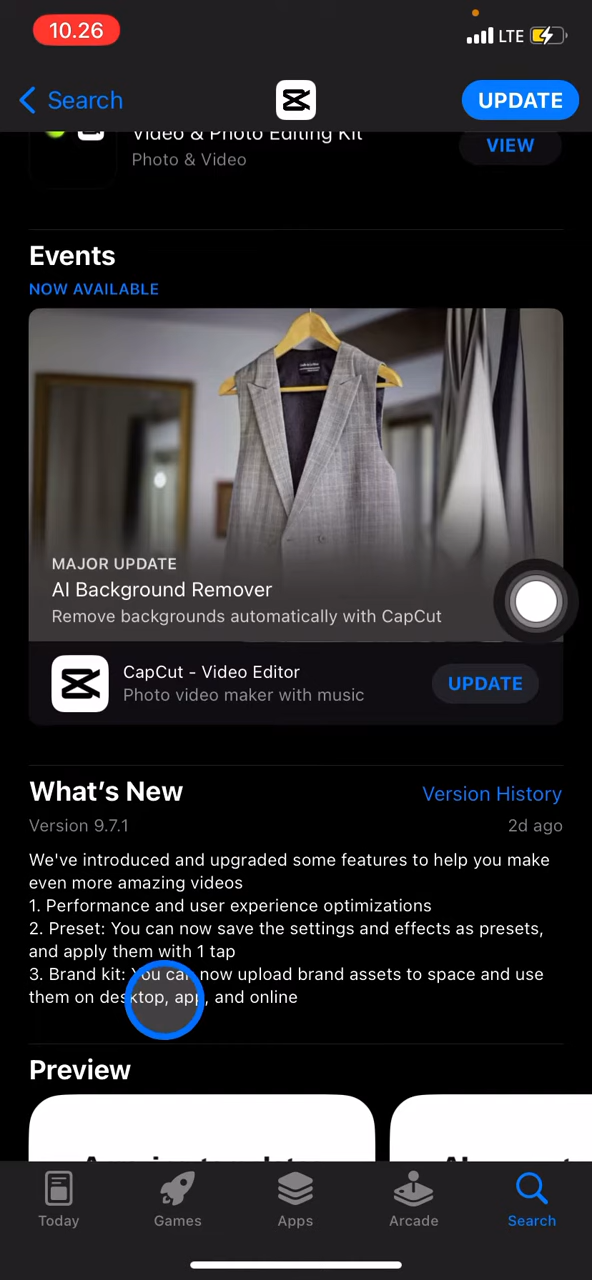 10.26
LTE
Search
UPDATE
Video & Photo Editing Kit
Photo & Video
VIEW
Events
NOW AVAILABLE
MAJOR UPDATE
AI Background Remover
Remove backgrounds automatically with CapCut
CapCut - Video Editor
Photo video maker with music
UPDATE
What's New
Version History
Version 9.7.1
2d ago
We've introduced and upgraded some features to help you make
even more amazing videos
1. Performance and user experience optimizations
2. Preset: You can now save the settings and effects as presets,
and apply them with 1 tap
3. Brand kit: You can now upload brand assets to space and use
them on desktop, app, and online
Preview
Today
Games
Apps
Arcade
Search